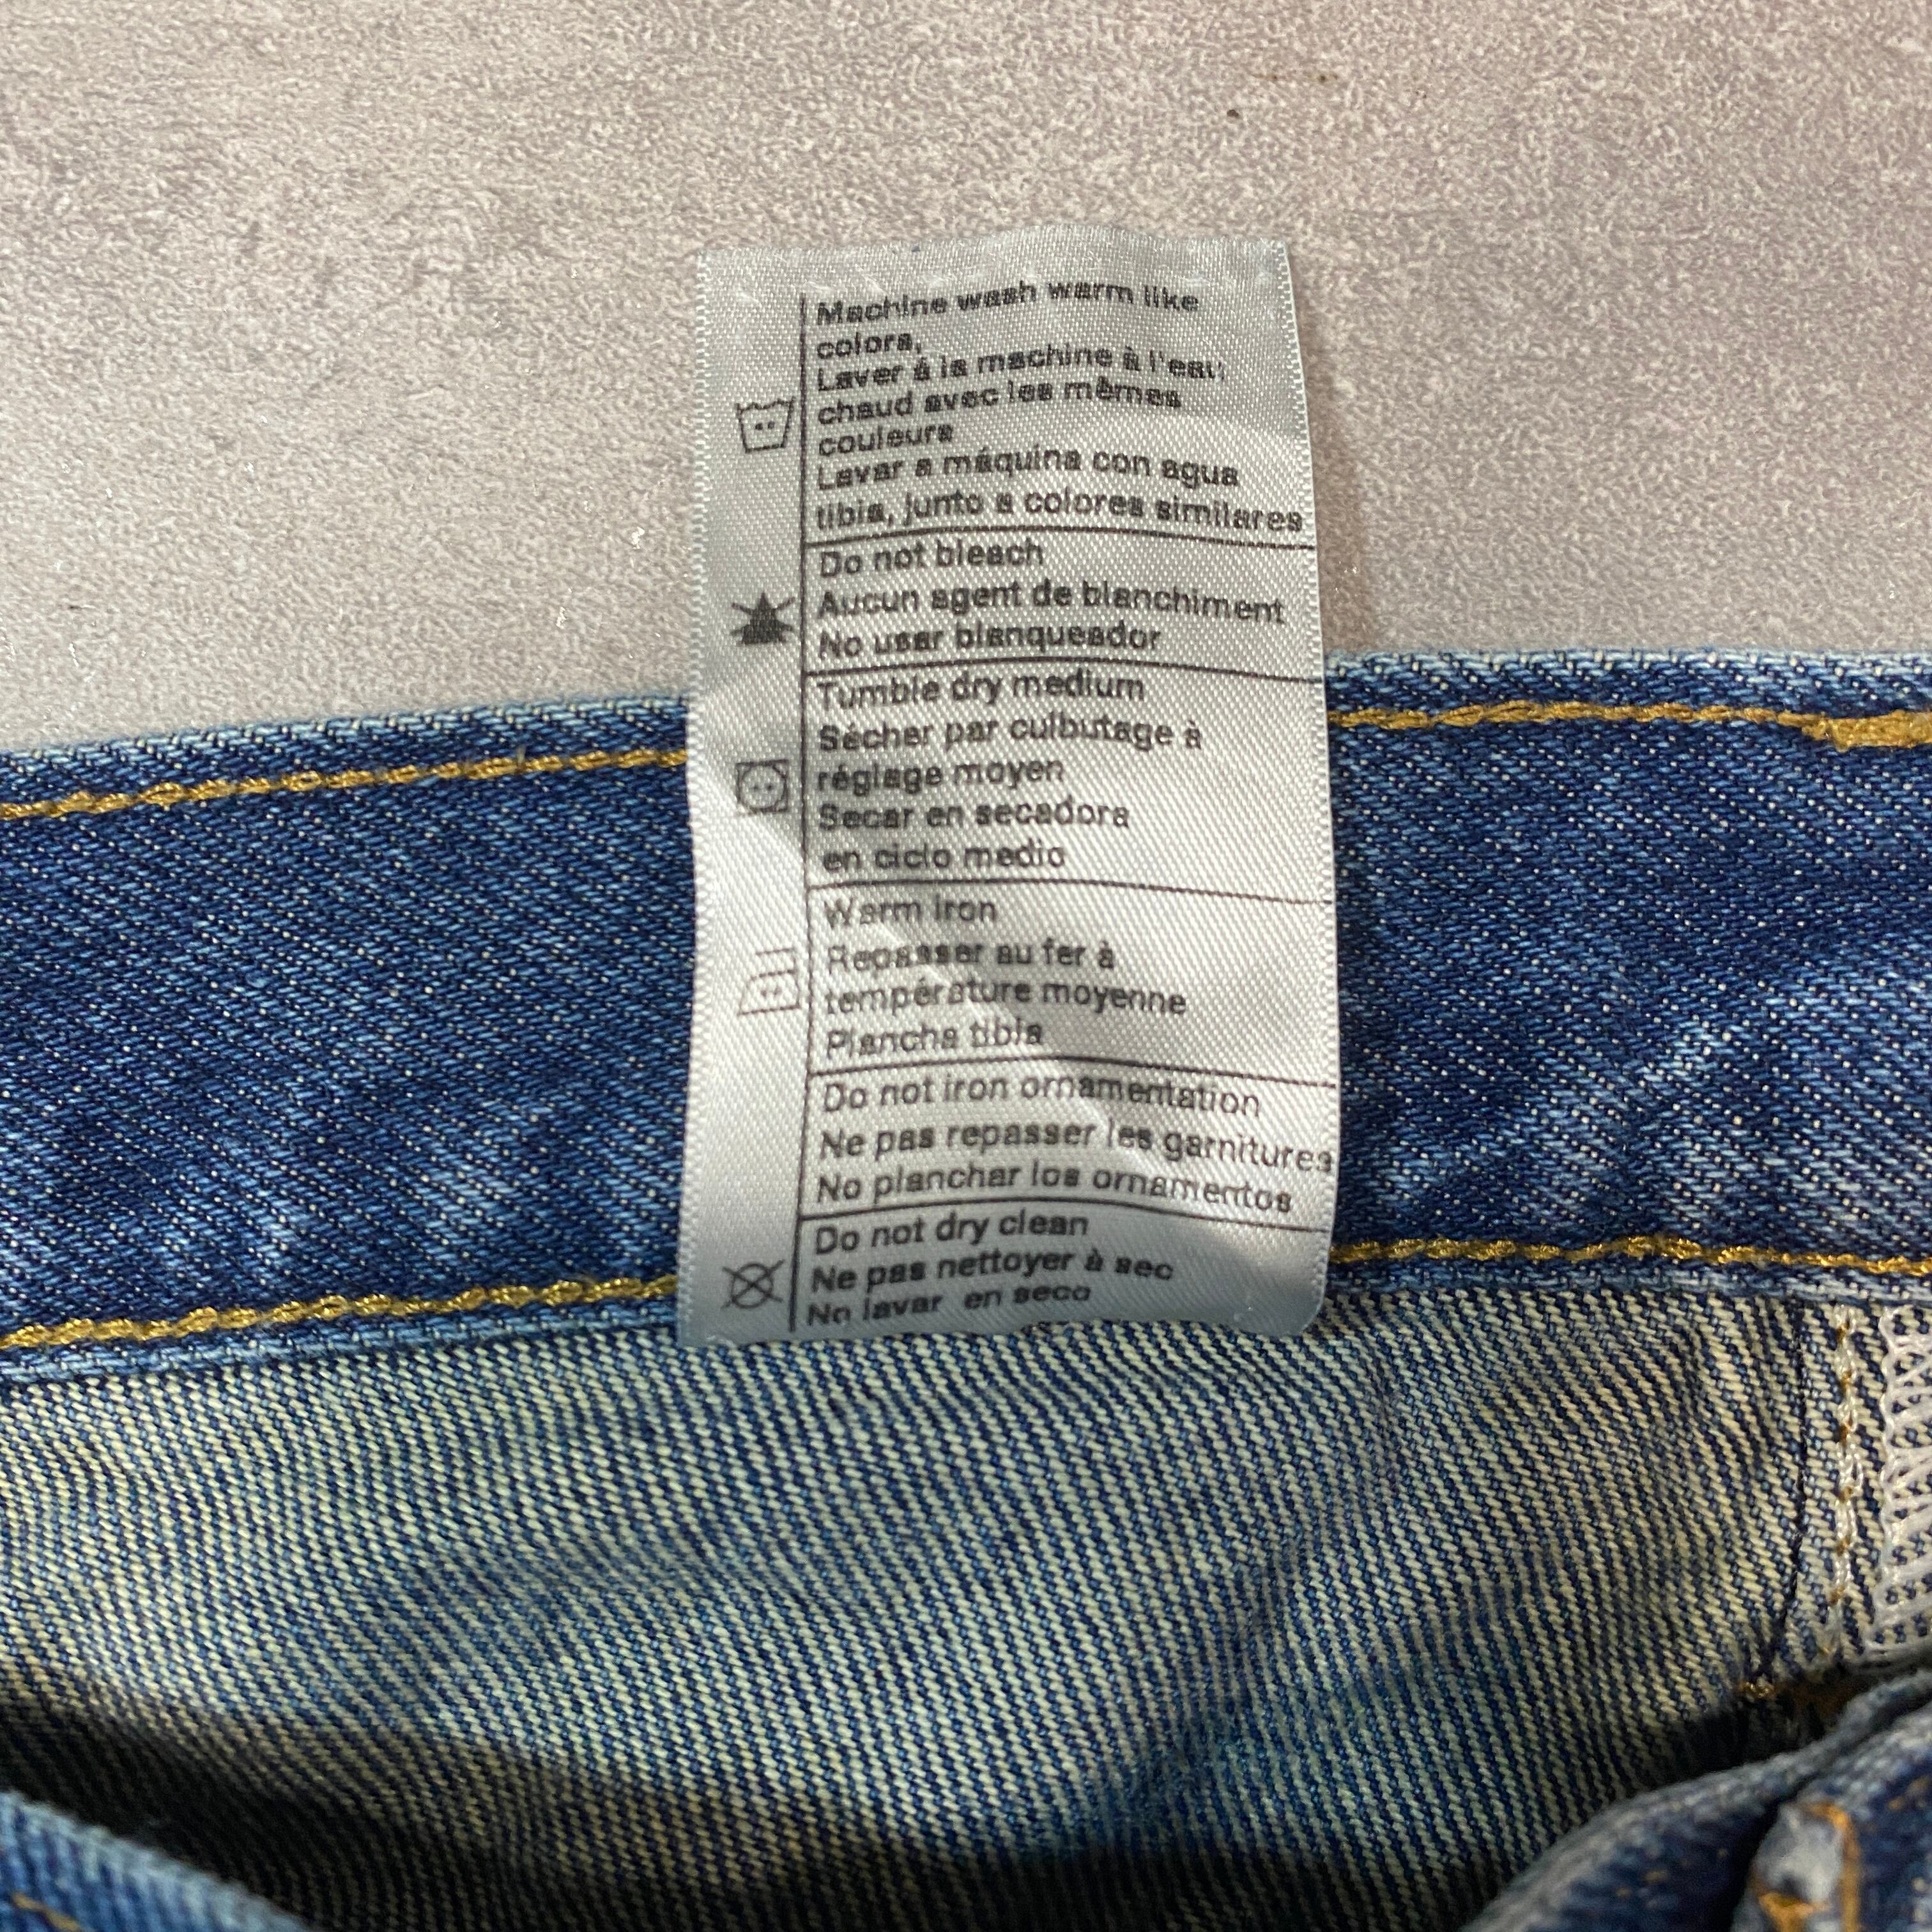 Machine wash warm like
colors,
Laver à la machine à l'eau
chaud avec les mêmes
couleurs
Lavar a máquina con agua
tibia, junto a colores similares
Do not bleach
Aucun agent de blanchiment
No usar blanqueador
Tumble dry medium
Sécher par culbutage à
réglage moyen
Secar en secadora
en ciclo medio
Warm iron
Repasser au fer à
température moyenne
Plancha tibia
Do not iron ornamentation
Ne pas repasser les garnitures
No planchar los ornamentos
Do not dry clean
Ne pas nettoyer à sec
No lavar en seco